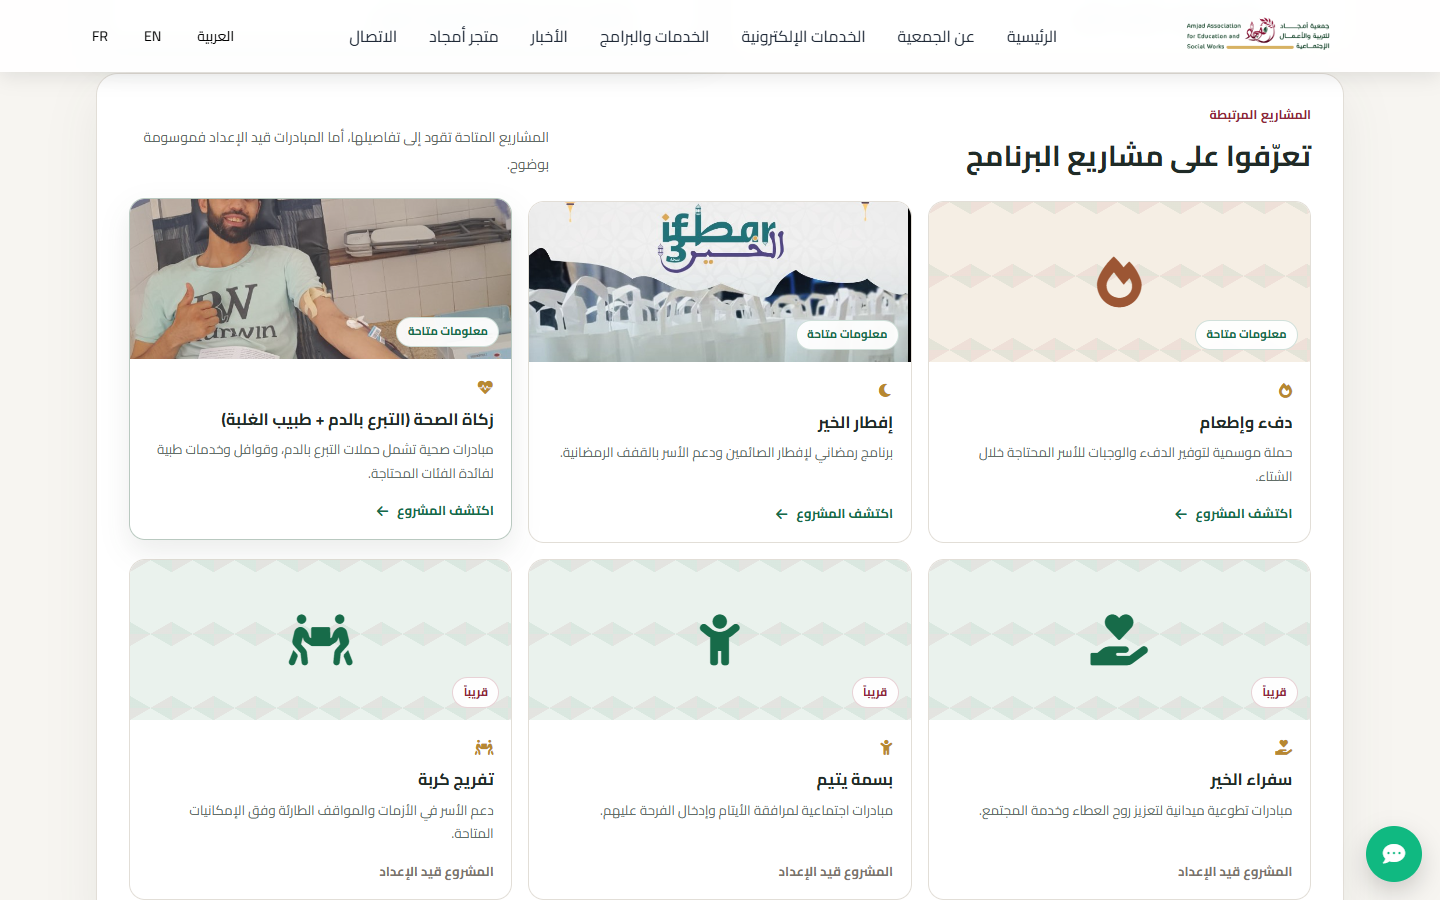 جمعية أمجـــاد
للتربية والأعمـــال
الإجتمـــاعية
Amjad Association
for Education and
Social Works
الرئيسية
عن الجمعية
الخدمات الإلكترونية
الخدمات والبرامج
الأخبار
متجر أمجاد
الاتصال
العربية
EN
FR
المشاريع المرتبطة
تعرّفوا على مشاريع البرنامج
المشاريع المتاحة تقود إلى تفاصيلها، أما المبادرات قيد الإعداد فموسومة
بوضوح.
معلومات متاحة
دفء وإطعام
حملة موسمية لتوفير الدفء والوجبات للأسر المحتاجة خلال
الشتاء.
اكتشف المشروع ←
ifطار
الخير
3
معلومات متاحة
إفطار الخير
برنامج رمضاني لإفطار الصائمين ودعم الأسر بالقفف الرمضانية.
اكتشف المشروع ←
معلومات متاحة
زكاة الصحة (التبرع بالدم + طبيب الغلبة)
مبادرات صحية تشمل حملات التبرع بالدم، وقوافل وخدمات طبية
لفائدة الفئات المحتاجة.
اكتشف المشروع ←
قريباً
سفراء الخير
مبادرات تطوعية ميدانية لتعزيز روح العطاء وخدمة المجتمع.
المشروع قيد الإعداد
قريباً
بسمة يتيم
مبادرات اجتماعية لمرافقة الأيتام وإدخال الفرحة عليهم.
المشروع قيد الإعداد
قريباً
تفريج كربة
دعم الأسر في الأزمات والمواقف الطارئة وفق الإمكانيات
المتاحة.
المشروع قيد الإعداد